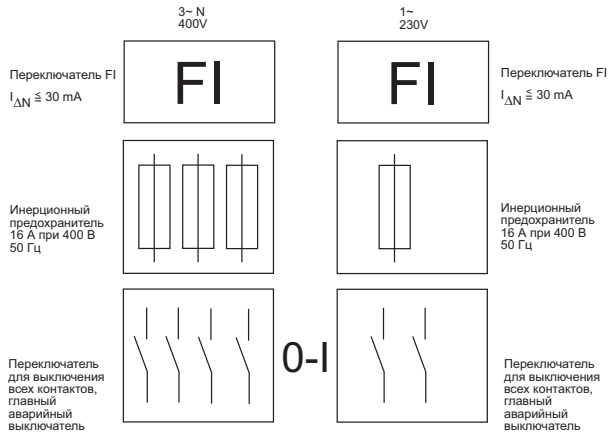 3~ N
400V
1~
230V
Переключатель FI
I ΔN ≦ 30 mA
FI
FI
Переключатель FI
I ΔN ≦ 30 mA
Инерционный
предохранитель
16 А при 400 В
50 Гц
Инерционный
предохранитель
16 А при 400 В
50 Гц
Переключатель
для выключения
всех контактов,
главный
аварийный
выключатель
0-I
Переключатель
для выключения
всех контактов,
главный
аварийный
выключатель